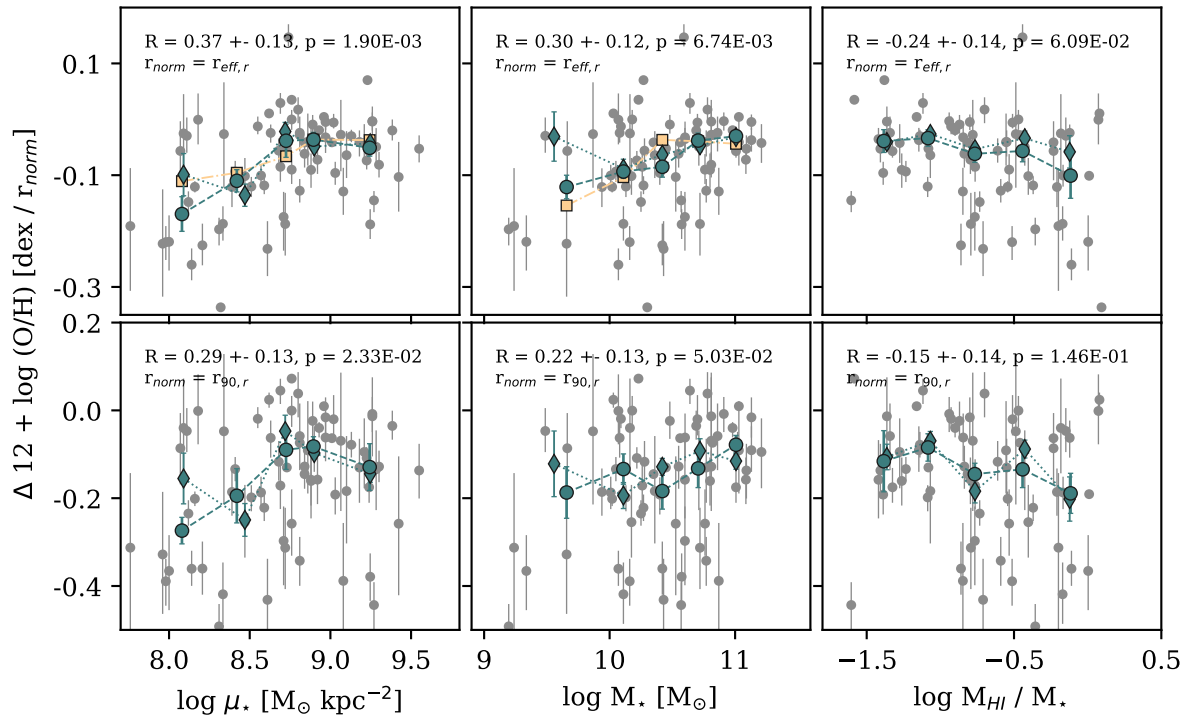 Δ 12 + log (O/H) [dex / r_norm]
0.1
-0.1
-0.3
R = 0.37 +- 0.13, p = 1.90E-03
r_norm = r_eff,r
R = 0.30 +- 0.12, p = 6.74E-03
r_norm = r_eff,r
R = -0.24 +- 0.14, p = 6.09E-02
r_norm = r_eff,r
0.2
0.0
-0.2
-0.4
R = 0.29 +- 0.13, p = 2.33E-02
r_norm = r_90,r
R = 0.22 +- 0.13, p = 5.03E-02
r_norm = r_90,r
R = -0.15 +- 0.14, p = 1.46E-01
r_norm = r_90,r
8.0 8.5 9.0 9.5
9 10 11
−1.5 −0.5 0.5
log μ⋆ [M⊙ kpc⁻²]
log M⋆ [M⊙]
log M_HI / M⋆